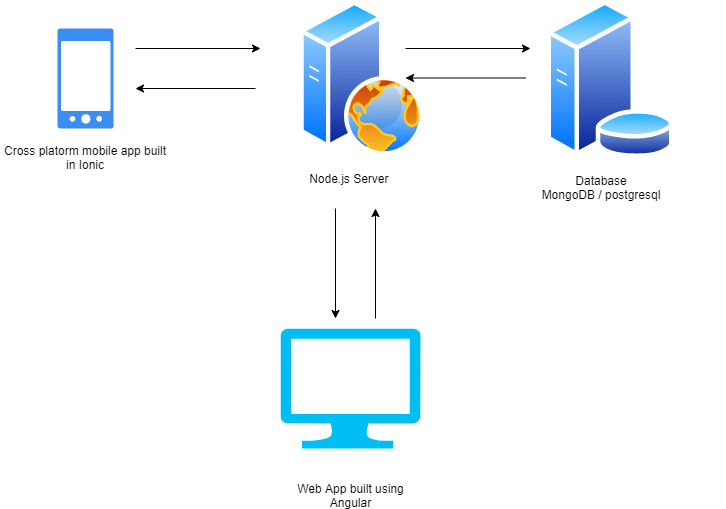 Cross platorm mobile app built
in Ionic
Node.js Server
Database
MongoDB / postgresql
Web App built using
Angular